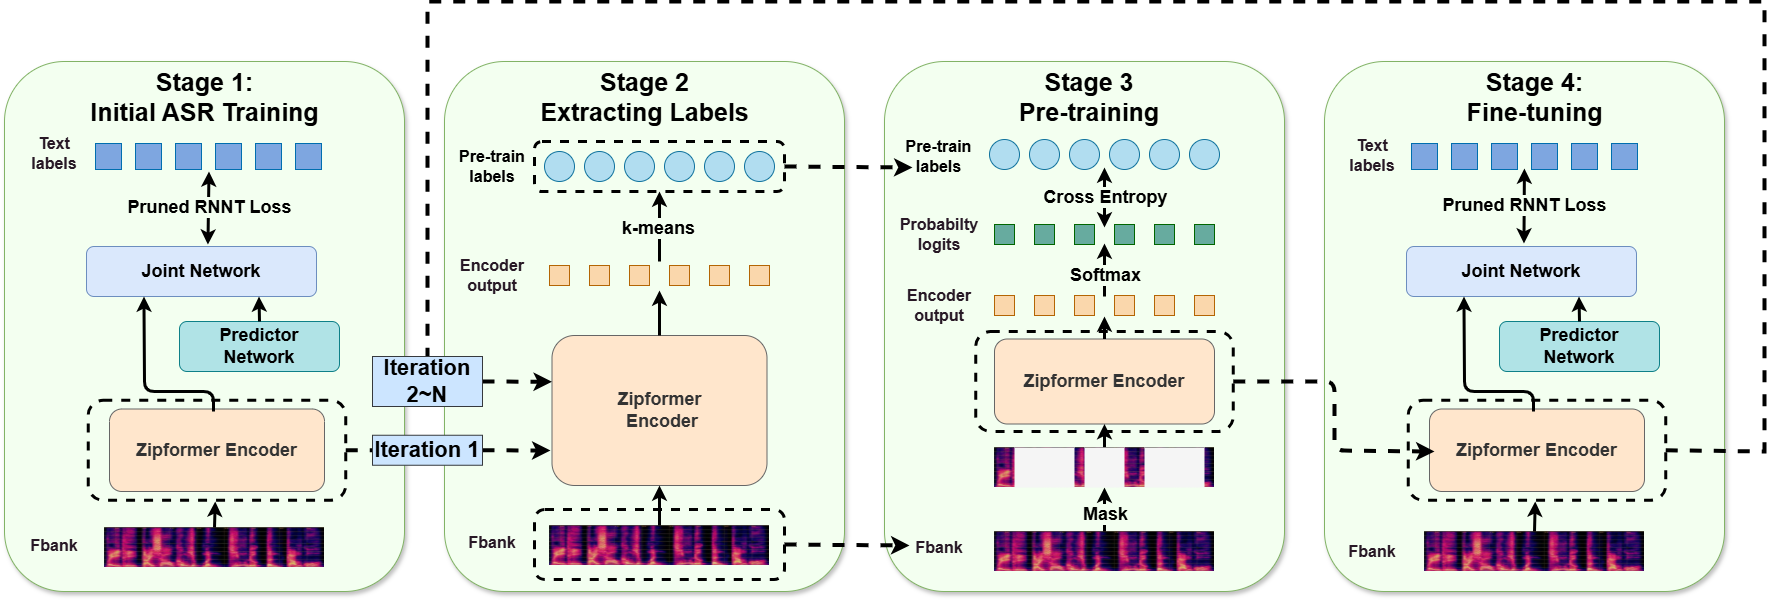 Stage 1:
Initial ASR Training
Text
labels
Pruned RNNT Loss
Joint Network
Predictor
Network
Zipformer Encoder
Fbank
Iteration
2~N
Iteration 1
Stage 2
Extracting Labels
Pre-train
labels
k-means
Encoder
output
Zipformer
Encoder
Fbank
Stage 3
Pre-training
Pre-train
labels
Cross Entropy
Probabilty
logits
Softmax
Encoder
output
Zipformer Encoder
Mask
Fbank
Stage 4:
Fine-tuning
Text
labels
Pruned RNNT Loss
Joint Network
Predictor
Network
Zipformer Encoder
Fbank